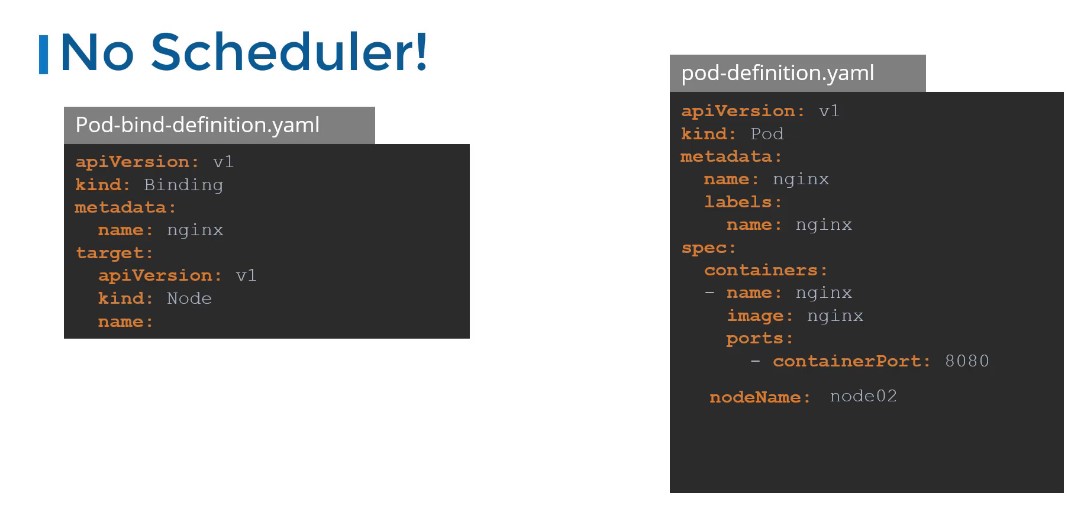 No Scheduler!
Pod-bind-definition.yaml
apiVersion: v1
kind: Binding
metadata:
  name: nginx
target:
  apiVersion: v1
  kind: Node
  name:
pod-definition.yaml
apiVersion: v1
kind: Pod
metadata:
  name: nginx
  labels:
    name: nginx
spec:
  containers:
  - name: nginx
    image: nginx
    ports:
      - containerPort: 8080
  nodeName: node02